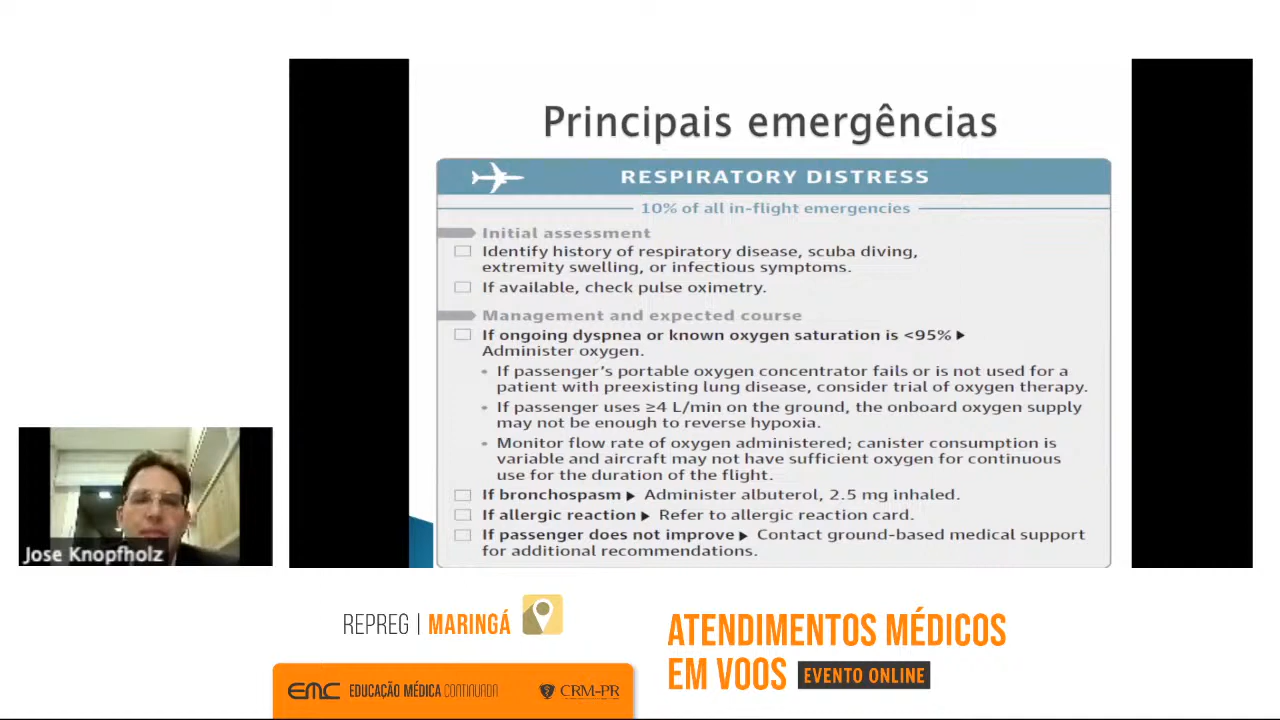 Principais emergências
RESPIRATORY DISTRESS
10% of all in-flight emergencies
Initial assessment
Identify history of respiratory disease, scuba diving,
extremity swelling, or infectious symptoms.
If available, check pulse oximetry.
Management and expected course
If ongoing dyspnea or known oxygen saturation is <95%
Administer oxygen.
• If passenger's portable oxygen concentrator fails or is not used for a
patient with preexisting lung disease, consider trial of oxygen therapy.
• If passenger uses ≥4 L/min on the ground, the onboard oxygen supply
may not be enough to reverse hypoxia.
• Monitor flow rate of oxygen administered; canister consumption is
variable and aircraft may not have sufficient oxygen for continuous
use for the duration of the flight.
If bronchospasm Administer albuterol, 2.5 mg inhaled.
If allergic reaction Refer to allergic reaction card.
If passenger does not improve Contact ground-based medical support
for additional recommendations.
Jose Knopfholz
REPREG | MARINGÁ
ATENDIMENTOS MÉDICOS
EM VOOS EVENTO ONLINE
EMC EDUCAÇÃO MÉDICA CONTINUADA CRM-PR